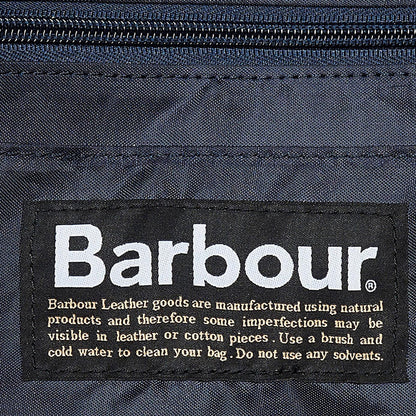 Barbour®
Barbour Leather goods are manufactured using natural
products and therefore some imperfections may be
visible in leather or cotton pieces. Use a brush and
cold water to clean your bag. Do not use any solvents.